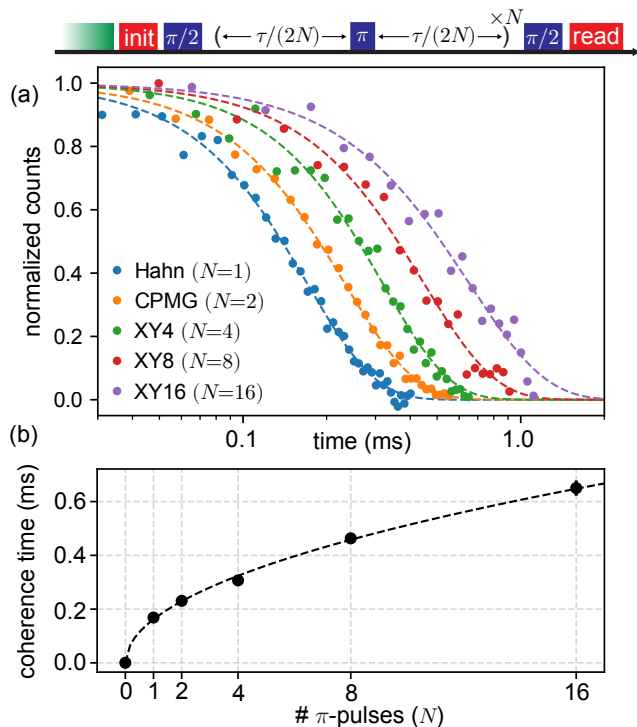 init π/2 ( τ/(2N) π τ/(2N) ) ×N π/2 read
(a)
1.0
0.8
0.6
0.4
0.2
0.0
normalized counts
Hahn (N=1)
CPMG (N=2)
XY4 (N=4)
XY8 (N=8)
XY16 (N=16)
0.1 1.0
time (ms)
(b)
0.6
0.4
0.2
0.0
coherence time (ms)
0 1 2 4 8 16
# π-pulses (N)